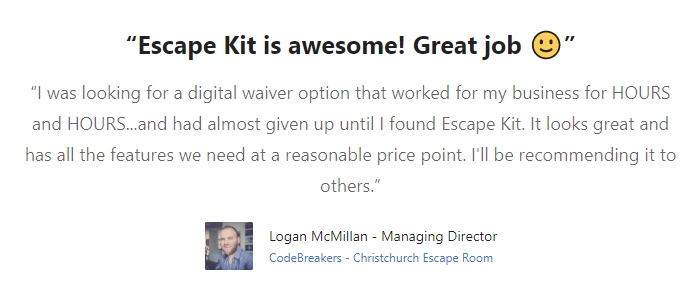 “Escape Kit is awesome! Great job 🙂”
“I was looking for a digital waiver option that worked for my business for HOURS
and HOURS...and had almost given up until I found Escape Kit. It looks great and
has all the features we need at a reasonable price point. I'll be recommending it to
others.”
Logan McMillan - Managing Director
CodeBreakers - Christchurch Escape Room